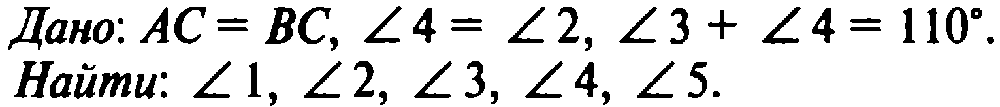 Дано: AC = BC, ∠4 = ∠2, ∠3 + ∠4 = 110°.
Найти: ∠1, ∠2, ∠3, ∠4, ∠5.